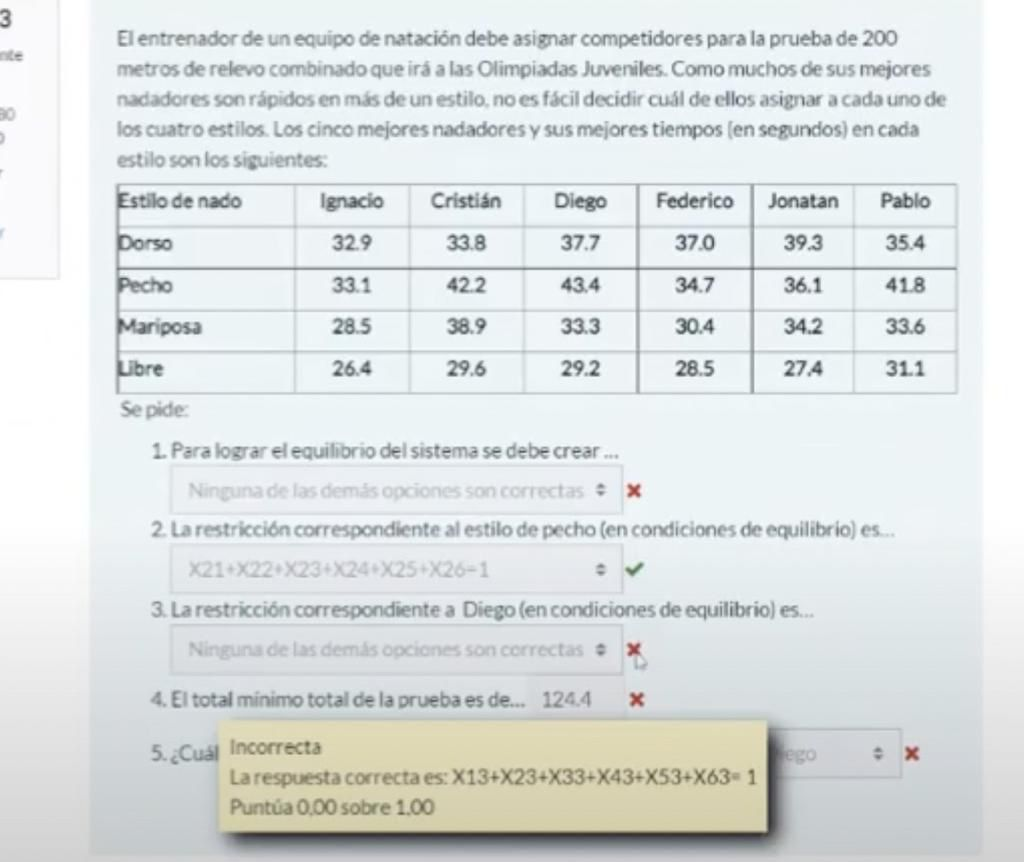 3
nte
El entrenador de un equipo de natación debe asignar competidores para la prueba de 200
metros de relevo combinado que irá a las Olimpiadas Juveniles. Como muchos de sus mejores
nadadores son rápidos en más de un estilo, no es fácil decidir cuál de ellos asignar a cada uno de
los cuatro estilos. Los cinco mejores nadadores y sus mejores tiempos (en segundos) en cada
estilo son los siguientes:
Estilo de nado Ignacio Cristián Diego Federico Jonatan Pablo
Dorso 32.9 33.8 37.7 37.0 39.3 35.4
Pecho 33.1 42.2 43.4 34.7 36.1 41.8
Mariposa 28.5 38.9 33.3 30.4 34.2 33.6
Libre 26.4 29.6 29.2 28.5 27.4 31.1
Se pide:
1. Para lograr el equilibrio del sistema se debe crear ...
Ninguna de las demás opciones son correctas
2. La restricción correspondiente al estilo de pecho (en condiciones de equilibrio) es...
X21+X22+X23+X24+X25+X26=1
3. La restricción correspondiente a Diego (en condiciones de equilibrio) es...
Ninguna de las demás opciones son correctas
4. El total mínimo total de la prueba es de... 124.4
5. ¿Cuál
ego
Incorrecta
La respuesta correcta es: X13+X23+X33+X43+X53+X63= 1
Puntúa 0,00 sobre 1,00